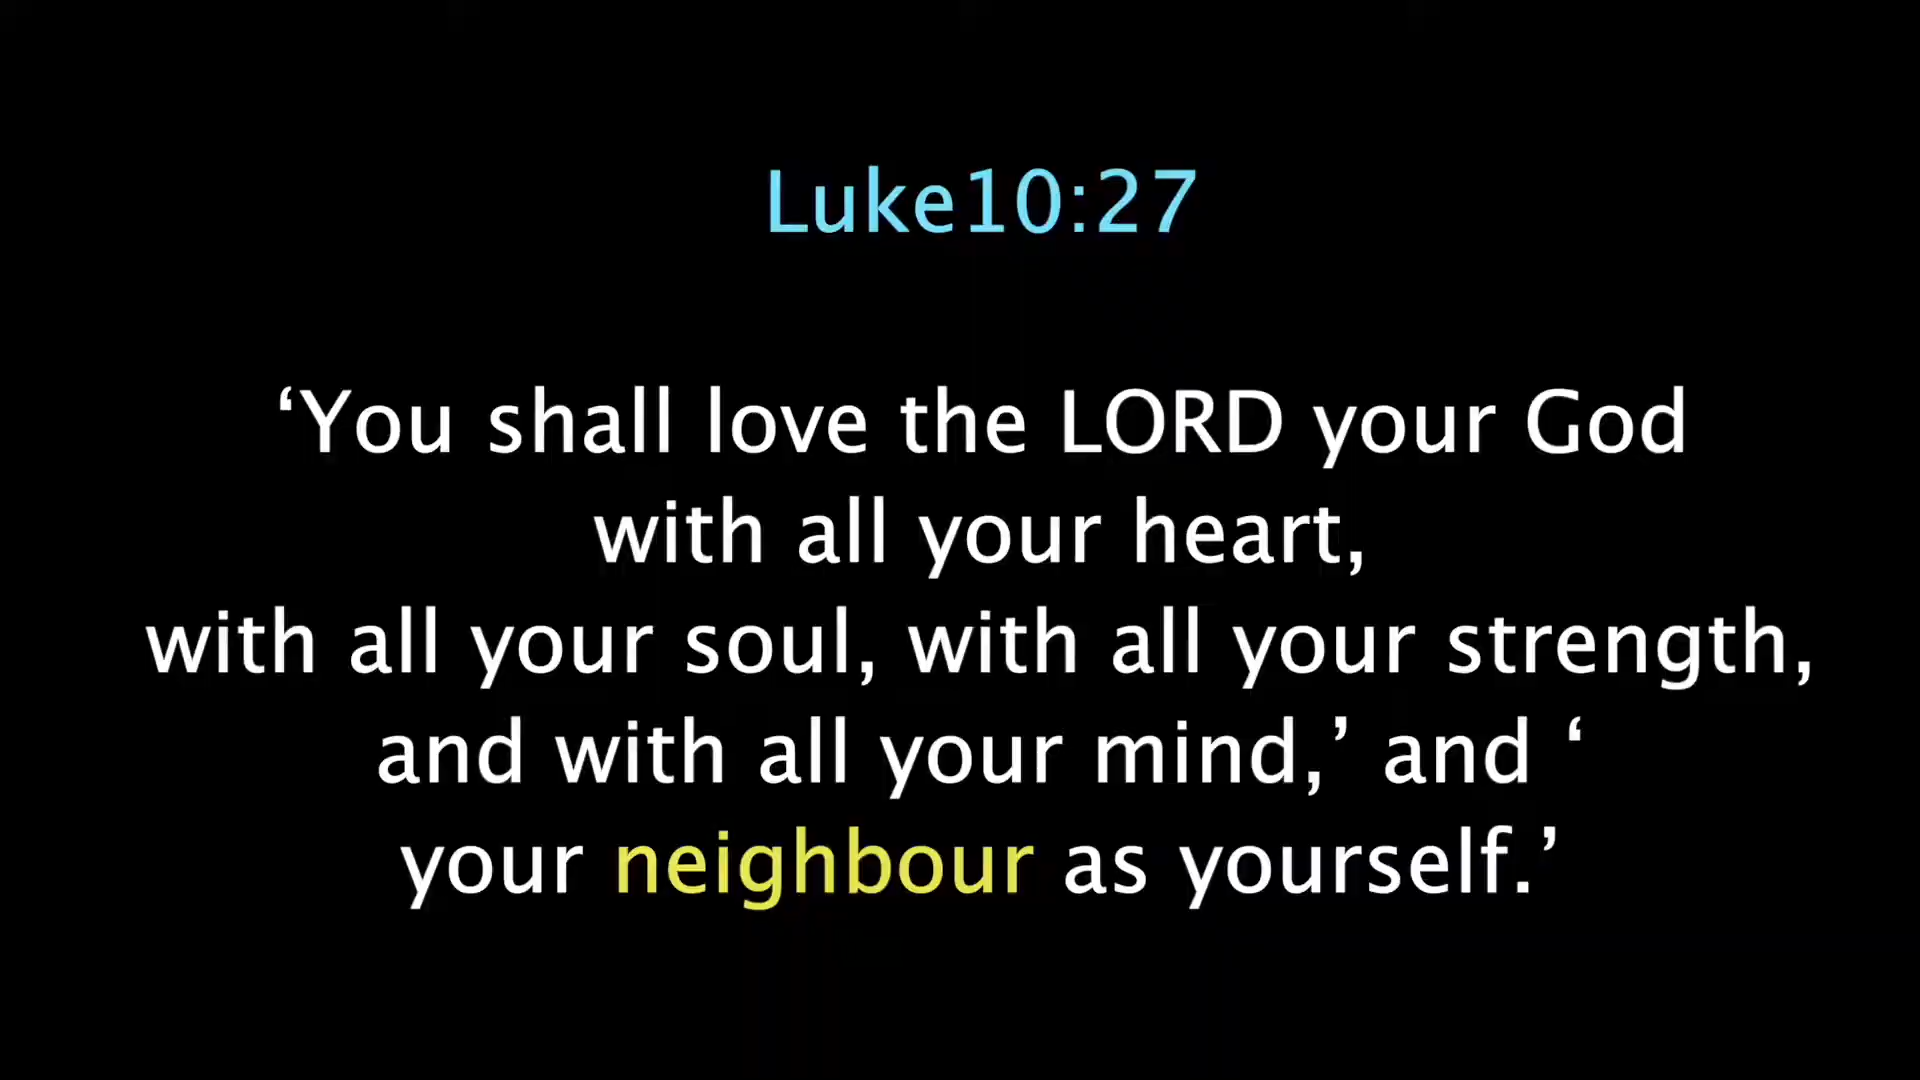 Luke10:27
‘You shall love the LORD your God
with all your heart,
with all your soul, with all your strength,
and with all your mind,’ and ‘
your neighbour as yourself.’